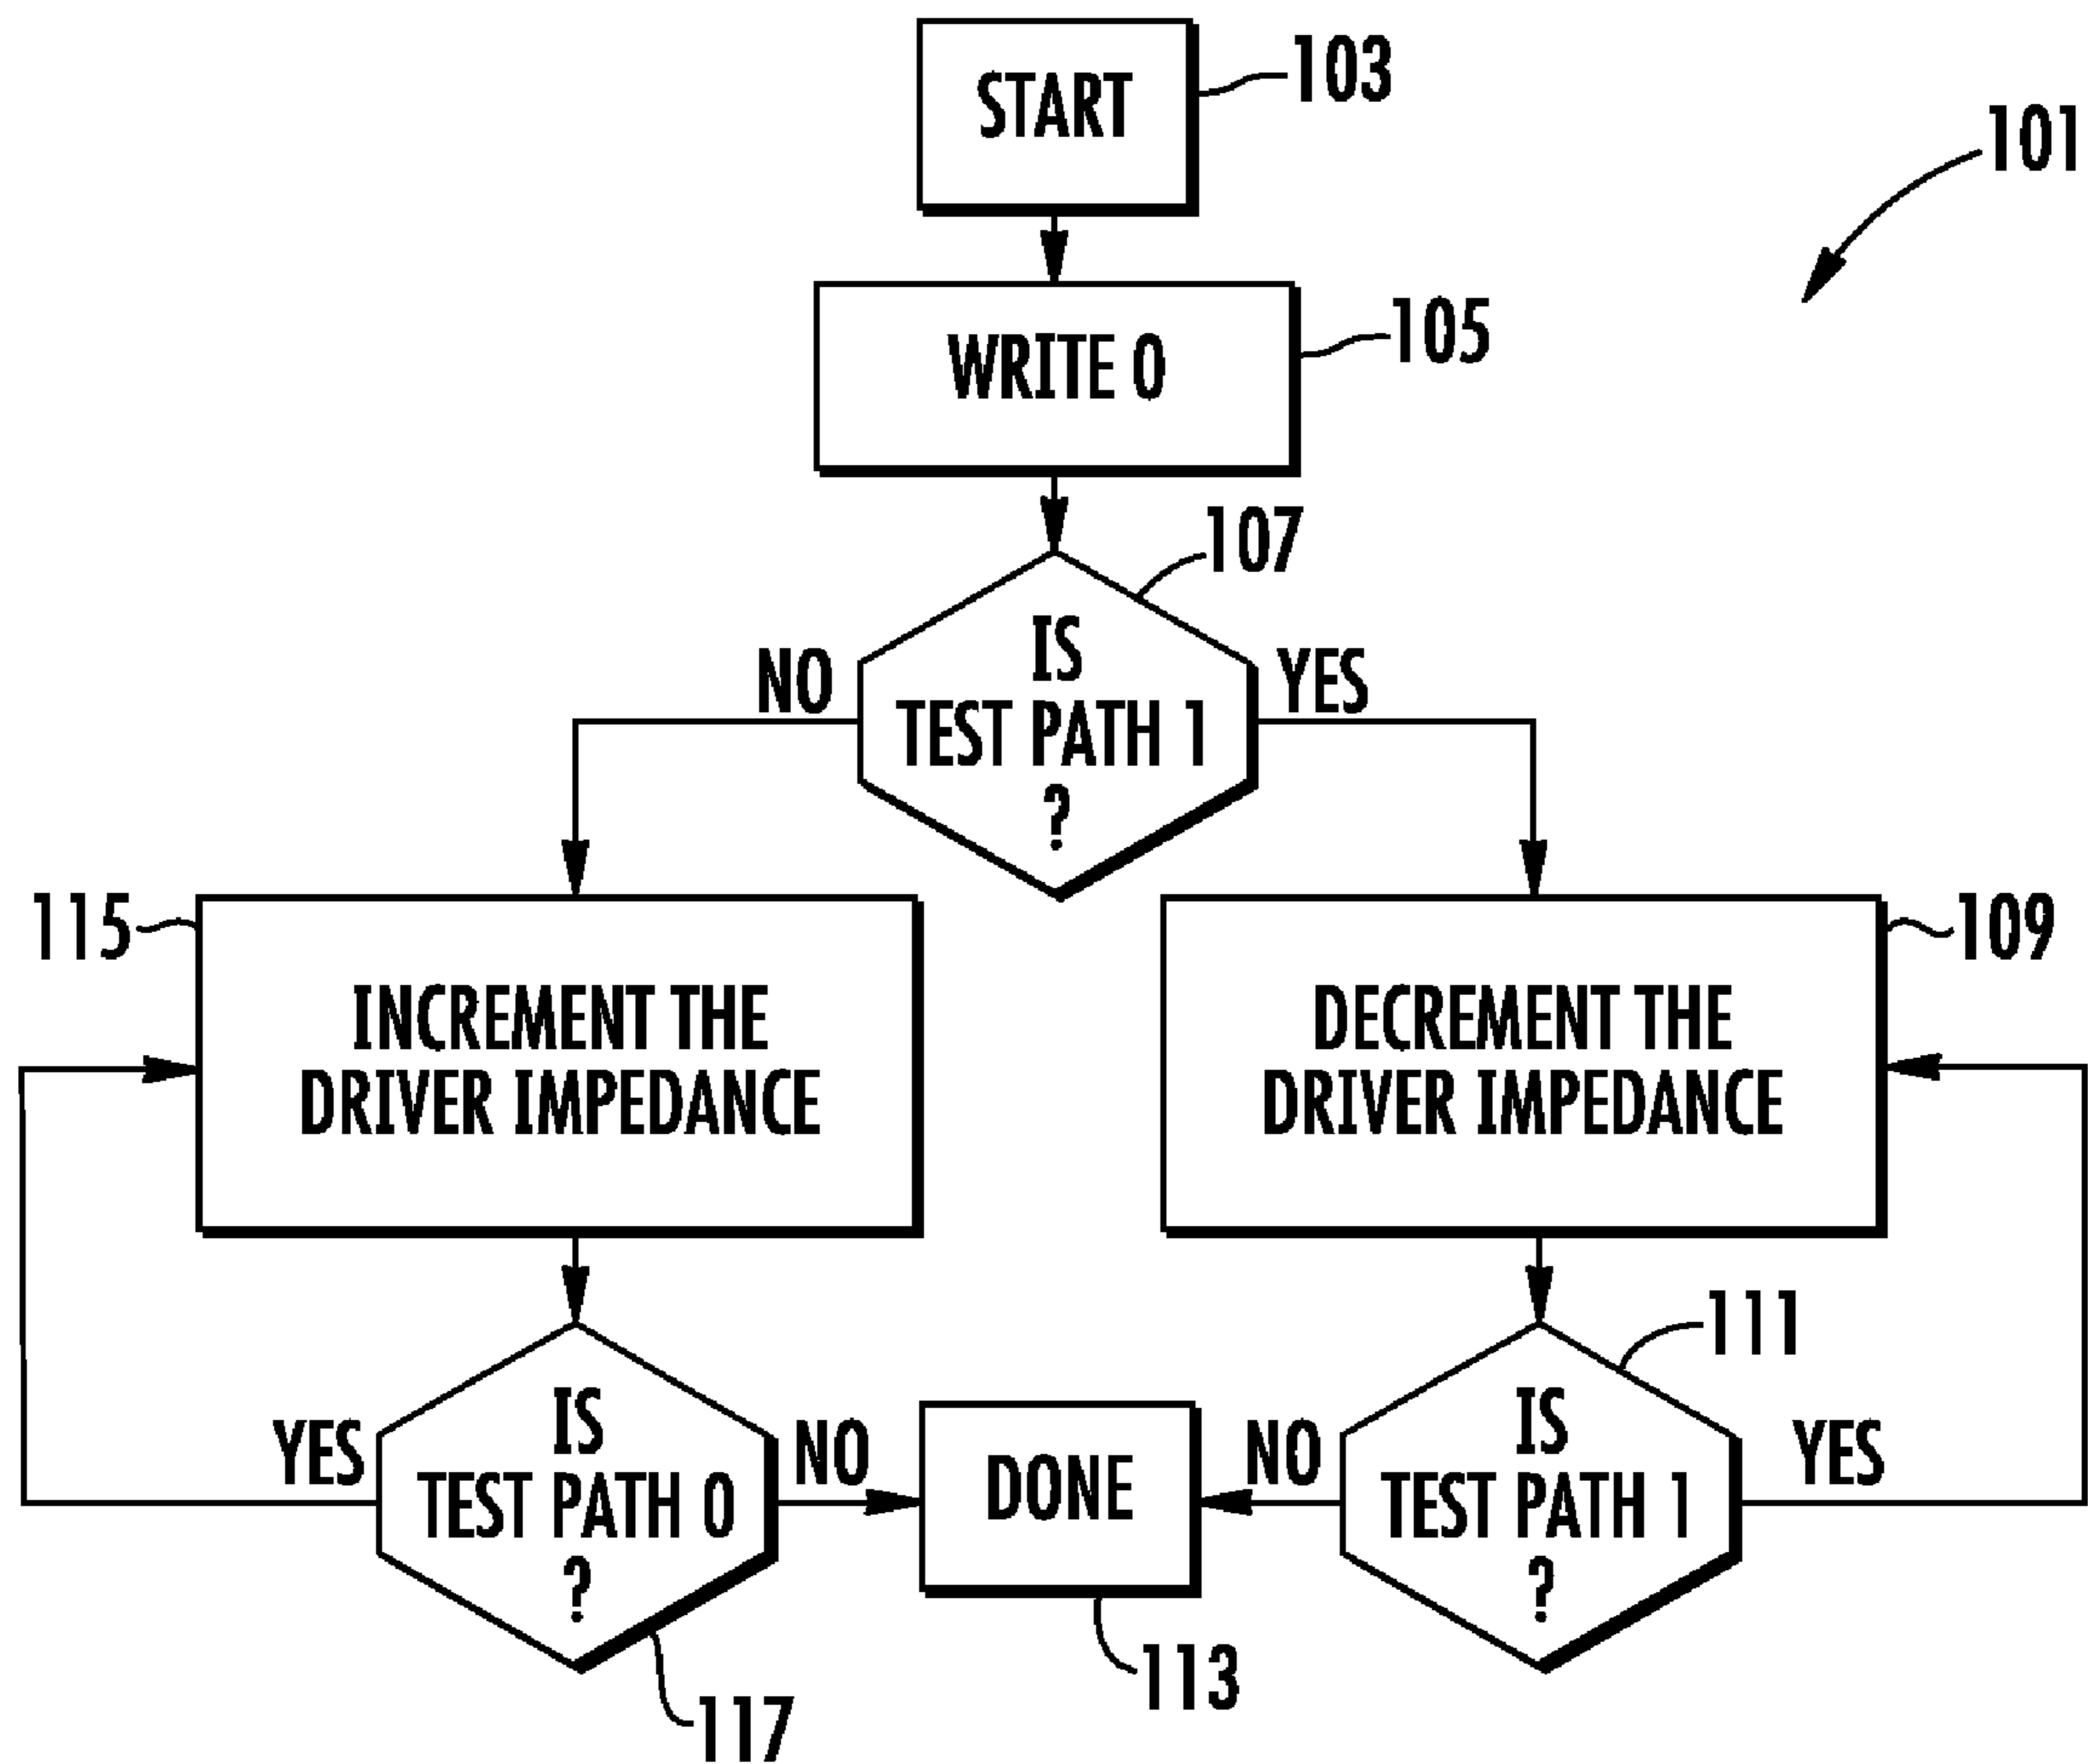 START
103
101
WRITE 0
105
107
IS
TEST PATH 1
?
NO
YES
115
INCREMENT THE
DRIVER IMPEDANCE
109
DECREMENT THE
DRIVER IMPEDANCE
111
YES
IS
TEST PATH 0
?
NO
DONE
NO
IS
TEST PATH 1
?
YES
113
117